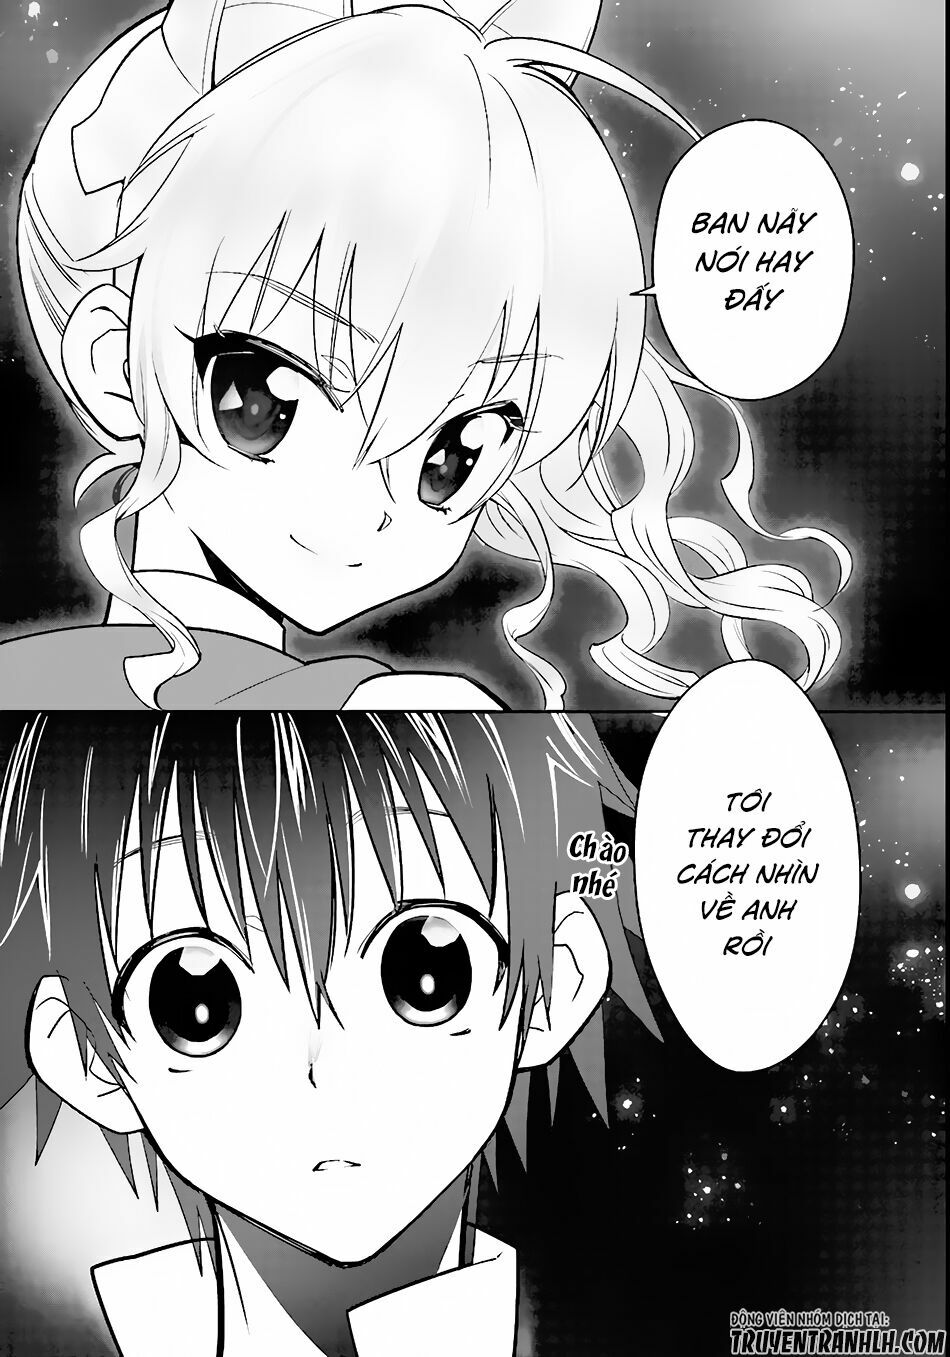 BAN NÃY
NÓI HAY
ĐẤY
TÔI
THAY ĐỔI
CÁCH NHÌN
VỀ ANH
RỒI
Chào
nhé
ĐỘNG VIÊN NHÓM DỊCH TẠI:
TRUYENTRANHLH.COM